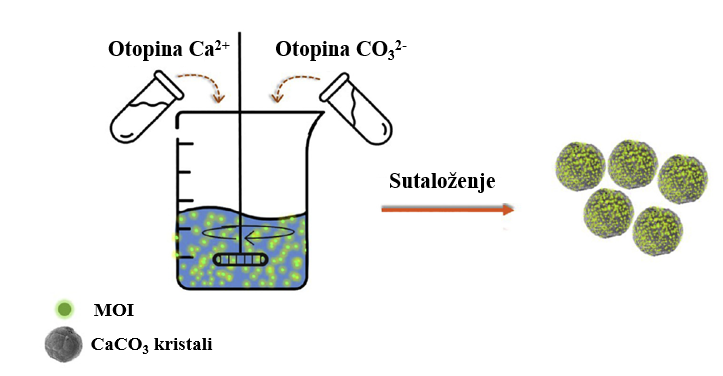 Otopina Ca²⁺
Otopina CO₃²⁻
Sutaloženje
MOI
CaCO₃ kristali